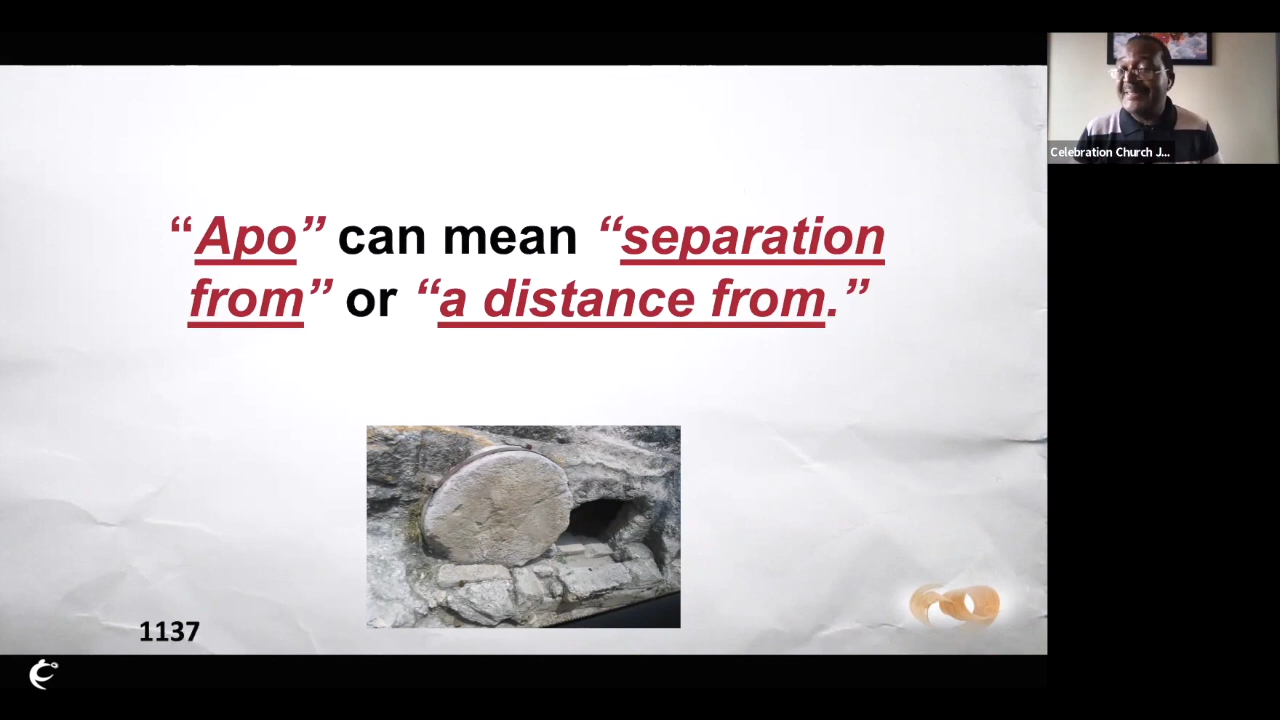 “Apo” can mean “separation
from” or “a distance from.”
1137
Celebration Church J...